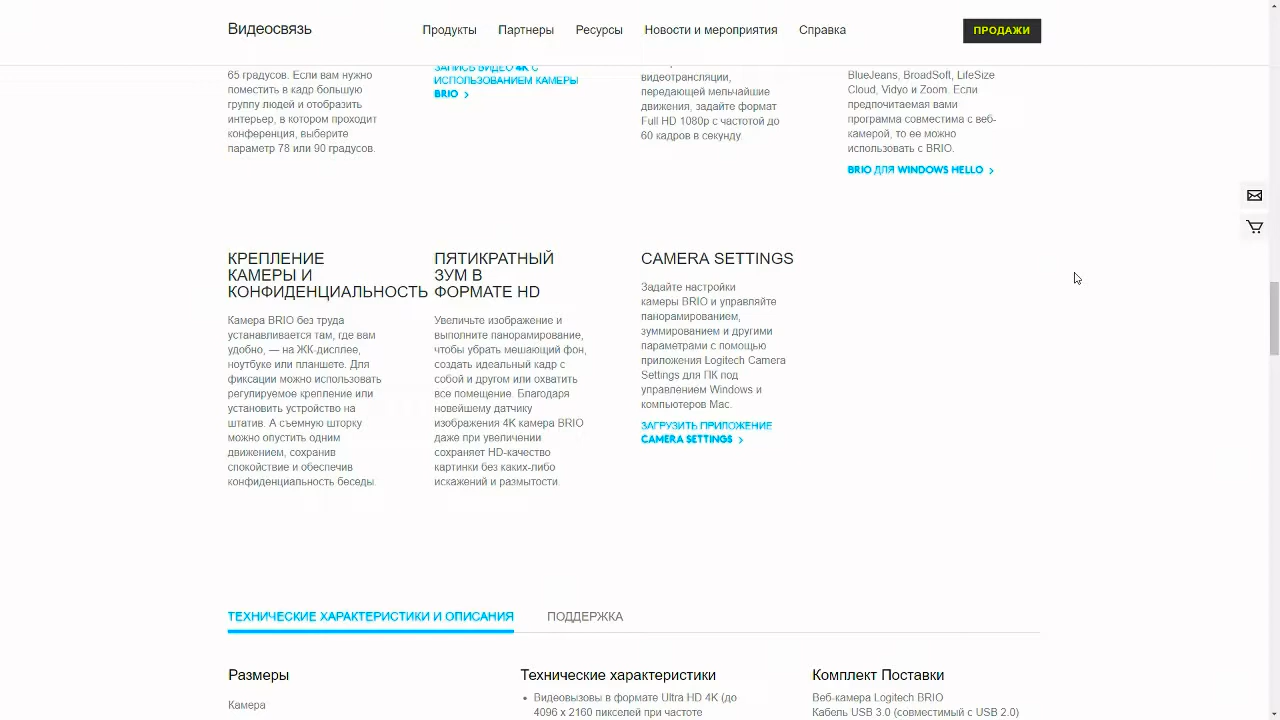 Видеосвязь
Продукты
Партнеры
Ресурсы
Новости и мероприятия
Справка
ПРОДАЖИ
65 градусов. Если вам нужно
поместить в кадр большую
группу людей и отобразить
интерьер, в котором проходит
конференция, выберите
параметр 78 или 90 градусов.
ЗАПИСЬ ВИДЕО 4K С
ИСПОЛЬЗОВАНИЕМ КАМЕРЫ
BRIO >
видеотрансляции,
передающей мельчайшие
движения, задайте формат
Full HD 1080p с частотой до
60 кадров в секунду.
BlueJeans, BroadSoft, LifeSize
Cloud, Vidyo и Zoom. Если
предпочитаемая вами
программа совместима с веб-
камерой, то ее можно
использовать с BRIO.
BRIO ДЛЯ WINDOWS HELLO >
КРЕПЛЕНИЕ
КАМЕРЫ И
КОНФИДЕНЦИАЛЬНОСТЬ
Камера BRIO без труда
устанавливается там, где вам
удобно, — на ЖК-дисплее,
ноутбуке или планшете. Для
фиксации можно использовать
регулируемое крепление или
установить устройство на
штатив. А съемную шторку
можно опустить одним
движением, сохранив
спокойствие и обеспечив
конфиденциальность беседы.
ПЯТИКРАТНЫЙ
ЗУМ В
ФОРМАТЕ HD
Увеличьте изображение и
выполните панорамирование,
чтобы убрать мешающий фон,
создать идеальный кадр с
собой и другом или охватить
все помещение. Благодаря
новейшему датчику
изображения 4K камера BRIO
даже при увеличении
сохраняет HD-качество
картинки без каких-либо
искажений и размытости.
CAMERA SETTINGS
Задайте настройки
камеры BRIO и управляйте
панорамированием,
зуммированием и другими
параметрами с помощью
приложения Logitech Camera
Settings для ПК под
управлением Windows и
компьютеров Mac.
ЗАГРУЗИТЬ ПРИЛОЖЕНИЕ
CAMERA SETTINGS >
ТЕХНИЧЕСКИЕ ХАРАКТЕРИСТИКИ И ОПИСАНИЯ
ПОДДЕРЖКА
Размеры
Камера
Технические характеристики
• Видеовызовы в формате Ultra HD 4K (до
4096 x 2160 пикселей при частоте
Комплект Поставки
Веб-камера Logitech BRIO
Кабель USB 3.0 (совместимый с USB 2.0)